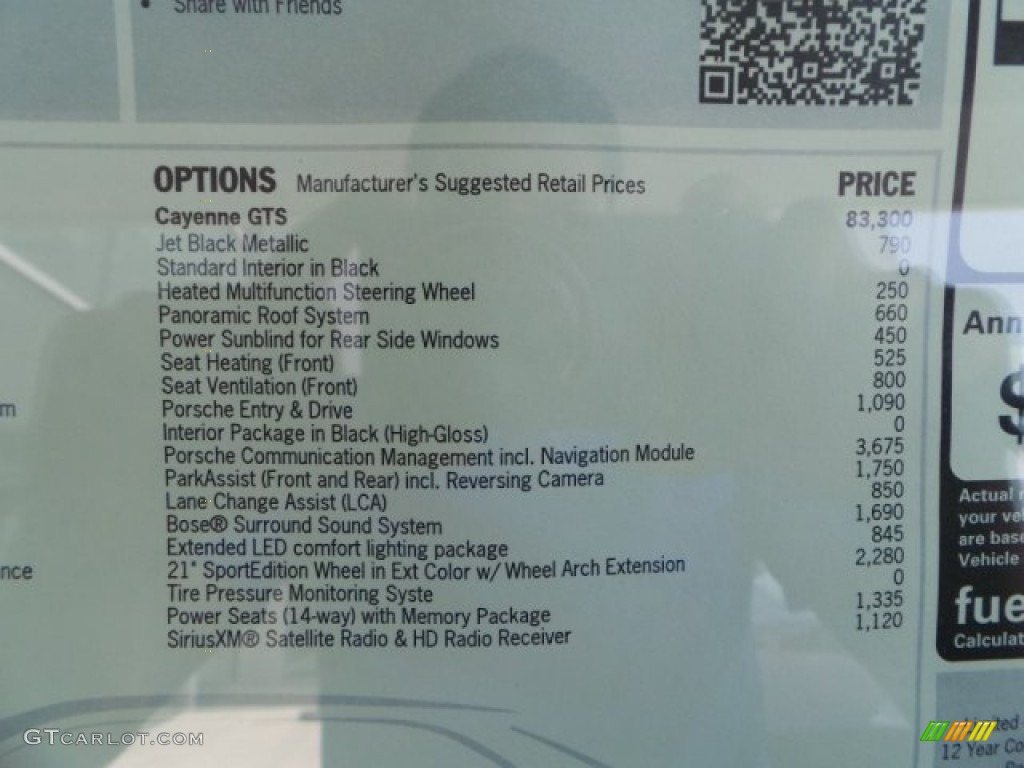 • Share with Friends
OPTIONS Manufacturer's Suggested Retail Prices PRICE
Cayenne GTS 83,300
Jet Black Metallic 790
Standard Interior in Black 0
Heated Multifunction Steering Wheel 250
Panoramic Roof System 660
Power Sunblind for Rear Side Windows 450
Seat Heating (Front) 525
Seat Ventilation (Front) 800
Porsche Entry & Drive 1,090
Interior Package in Black (High-Gloss) 0
Porsche Communication Management incl. Navigation Module 3,675
ParkAssist (Front and Rear) incl. Reversing Camera 1,750
Lane Change Assist (LCA) 850
Bose® Surround Sound System 1,690
Extended LED comfort lighting package 845
21" SportEdition Wheel in Ext Color w/ Wheel Arch Extension 2,280
Tire Pressure Monitoring Syste 0
Power Seats (14-way) with Memory Package 1,335
SiriusXM® Satellite Radio & HD Radio Receiver 1,120
m
nce
Ann
$
Actual
your ve
are base
Vehicle
fue
Calculat
12 Year Co
GTCARLOT.COM